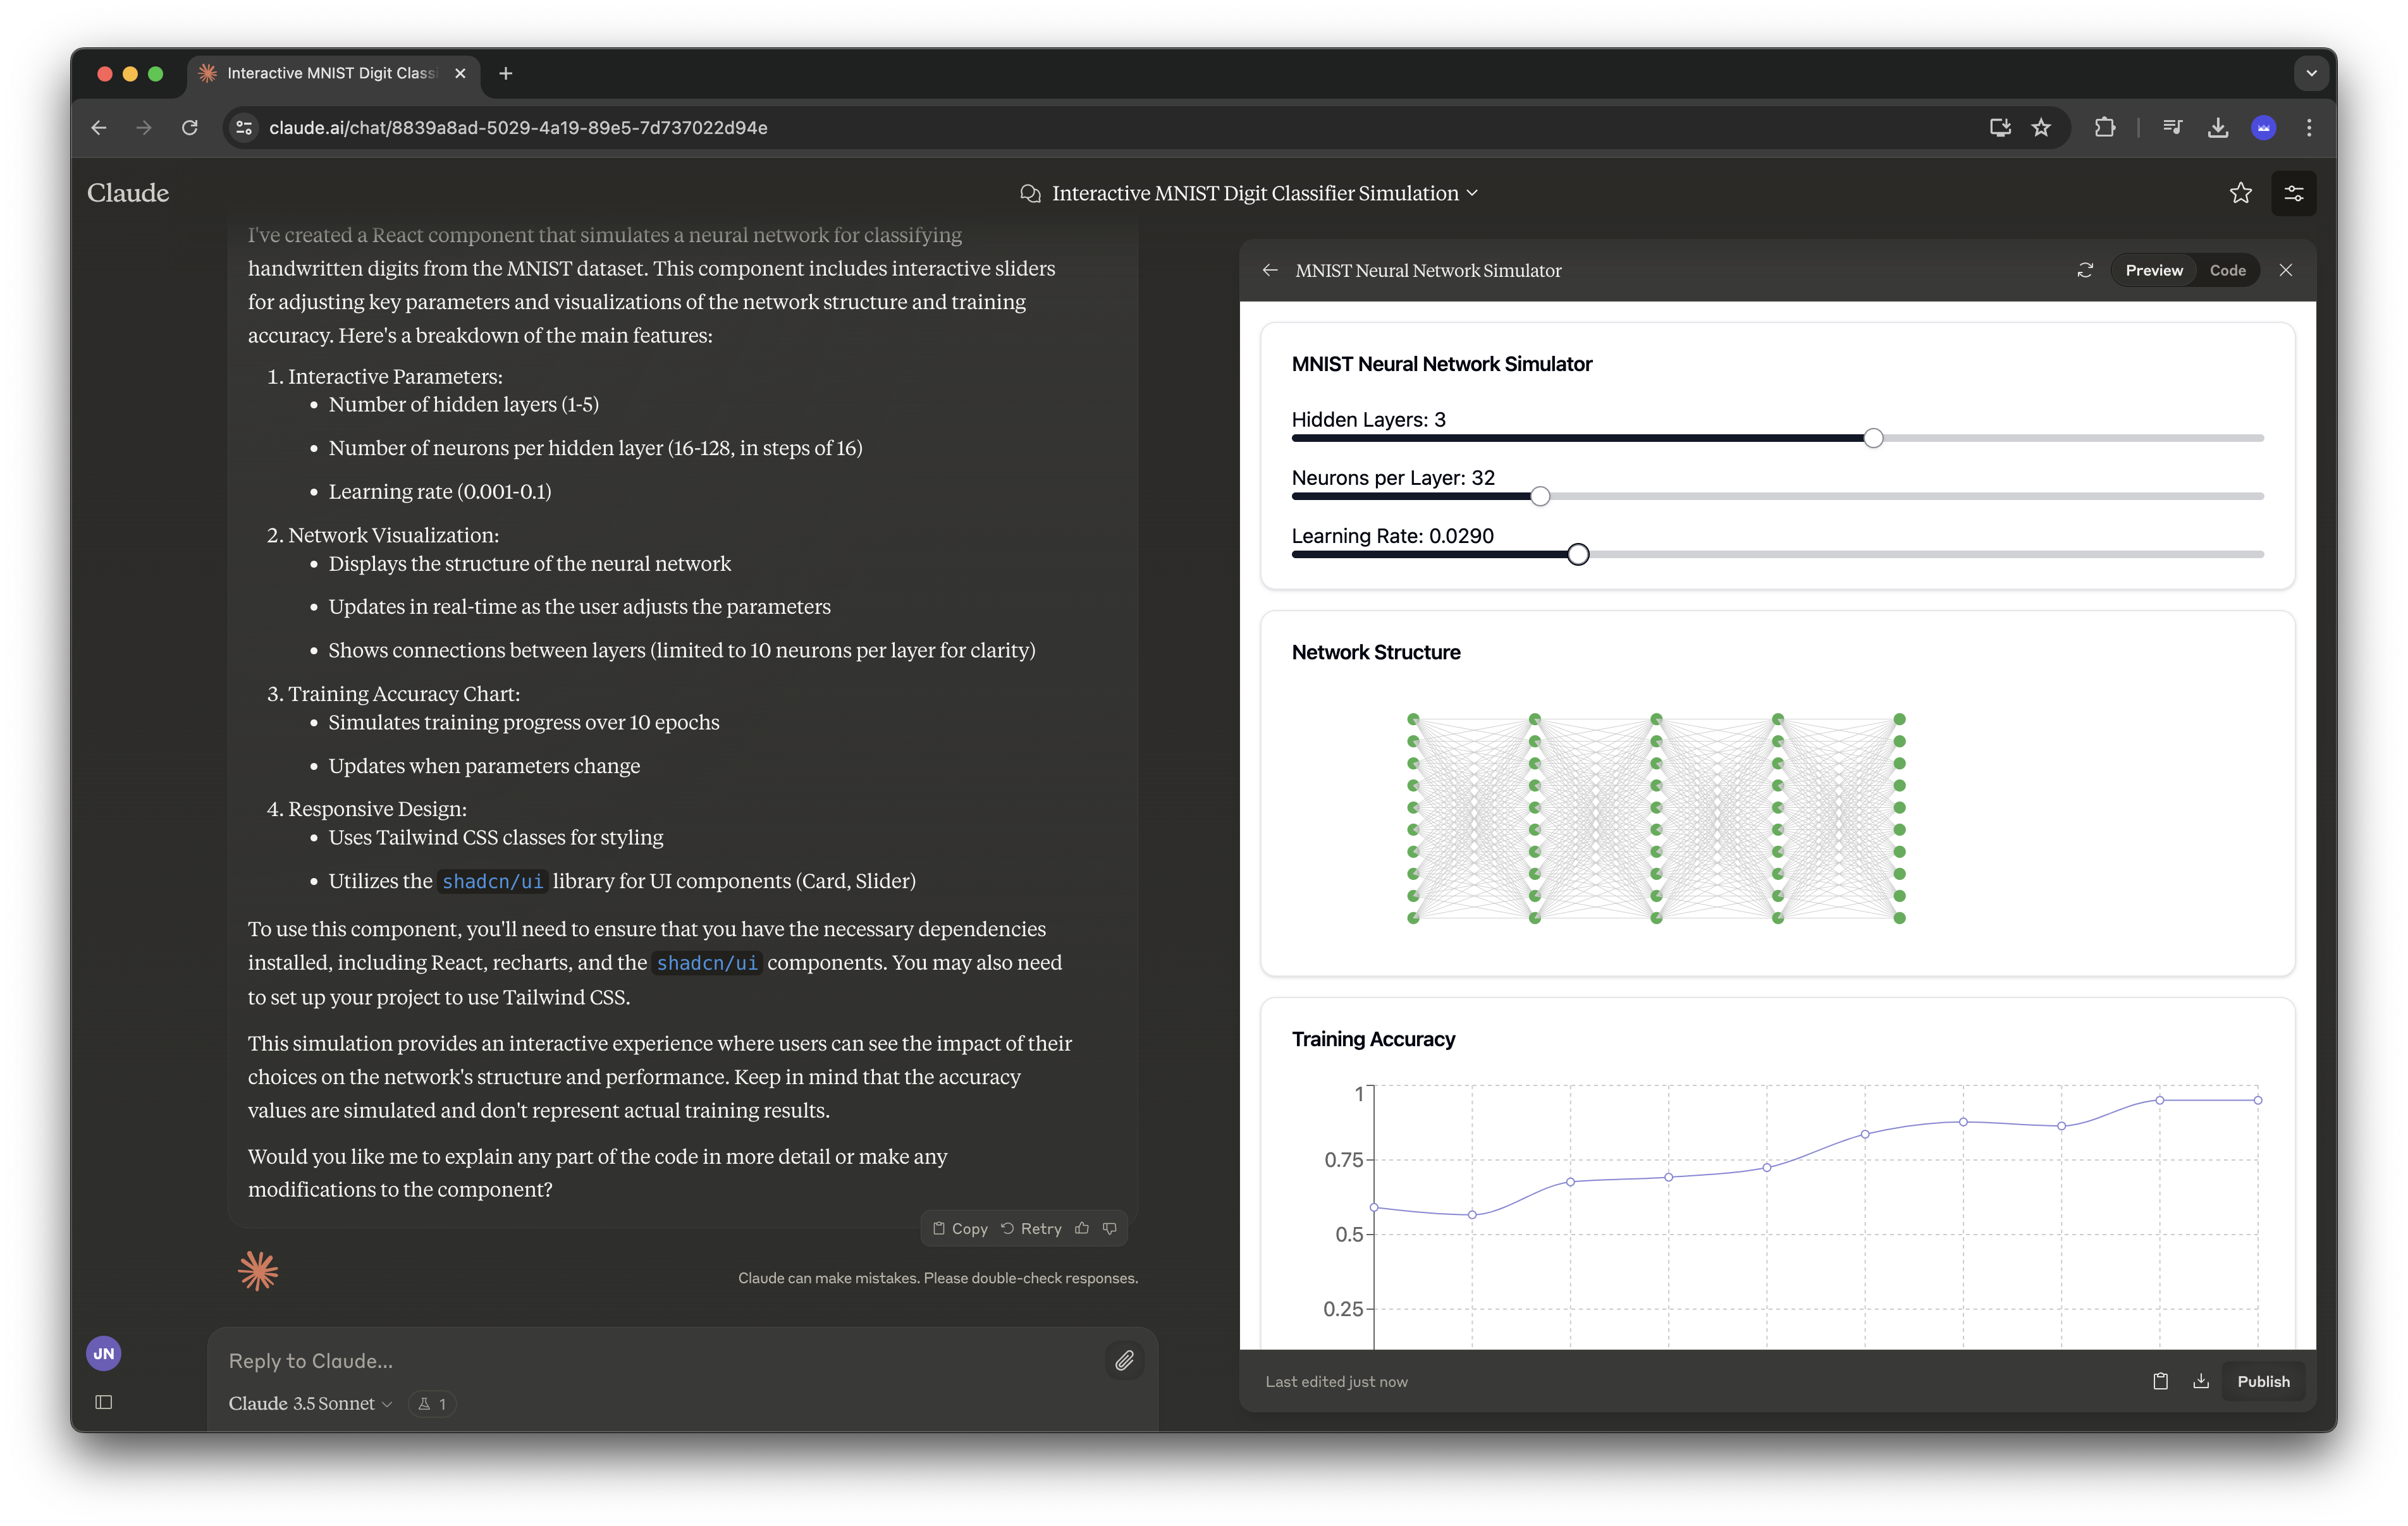 Interactive MNIST Digit Classi
claude.ai/chat/8839a8ad-5029-4a19-89e5-7d737022d94e
Claude
Interactive MNIST Digit Classifier Simulation
I've created a React component that simulates a neural network for classifying
handwritten digits from the MNIST dataset. This component includes interactive sliders
for adjusting key parameters and visualizations of the network structure and training
accuracy. Here's a breakdown of the main features:
1. Interactive Parameters:
• Number of hidden layers (1-5)
• Number of neurons per hidden layer (16-128, in steps of 16)
• Learning rate (0.001-0.1)
2. Network Visualization:
• Displays the structure of the neural network
• Updates in real-time as the user adjusts the parameters
• Shows connections between layers (limited to 10 neurons per layer for clarity)
3. Training Accuracy Chart:
• Simulates training progress over 10 epochs
• Updates when parameters change
4. Responsive Design:
• Uses Tailwind CSS classes for styling
• Utilizes the shadcn/ui library for UI components (Card, Slider)
To use this component, you'll need to ensure that you have the necessary dependencies
installed, including React, recharts, and the shadcn/ui components. You may also need
to set up your project to use Tailwind CSS.
This simulation provides an interactive experience where users can see the impact of their
choices on the network's structure and performance. Keep in mind that the accuracy
values are simulated and don't represent actual training results.
Would you like me to explain any part of the code in more detail or make any
modifications to the component?
Copy Retry
Claude can make mistakes. Please double-check responses.
JN
Reply to Claude...
Claude 3.5 Sonnet 1
MNIST Neural Network Simulator
Preview Code
MNIST Neural Network Simulator
Hidden Layers: 3
Neurons per Layer: 32
Learning Rate: 0.0290
Network Structure
Training Accuracy
1
0.75
0.5
0.25
Last edited just now
Publish